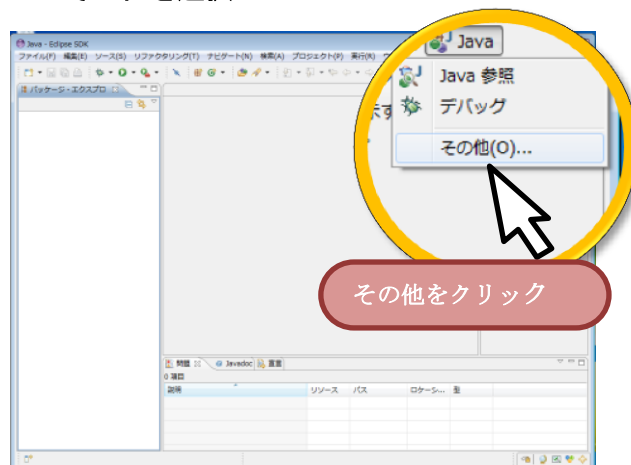 Java - Eclipse SDK
ファイル(F) 編集(E) ソース(S) リファクタリング(T) ナビゲート(N) 検索(A) プロジェクト(P) 実行(R)
Java
Java 参照
デバッグ
その他(O)...
パッケージ・エクスプロ
その他をクリック
問題 Javadoc 宣言
0 項目
説明 リソース パス ロケーシ... 型